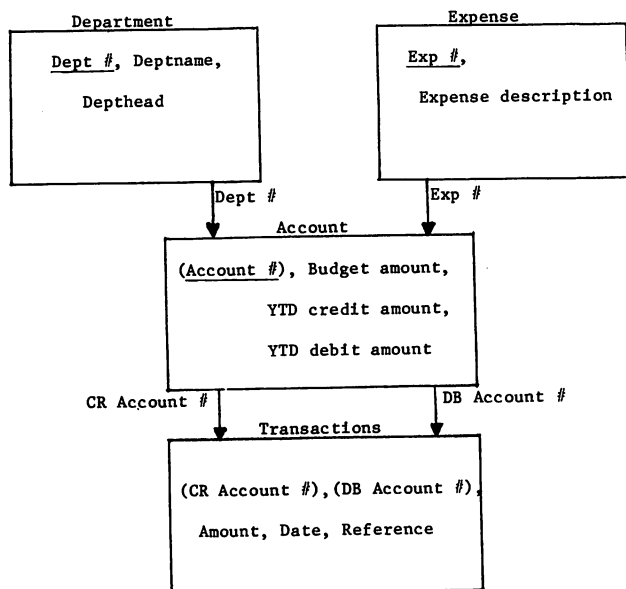 Department
Dept #, Deptname,
Depthead
Expense
Exp #,
Expense description
Dept #
Exp #
Account
(Account #), Budget amount,
YTD credit amount,
YTD debit amount
CR Account #
DB Account #
Transactions
(CR Account #),(DB Account #),
Amount, Date, Reference